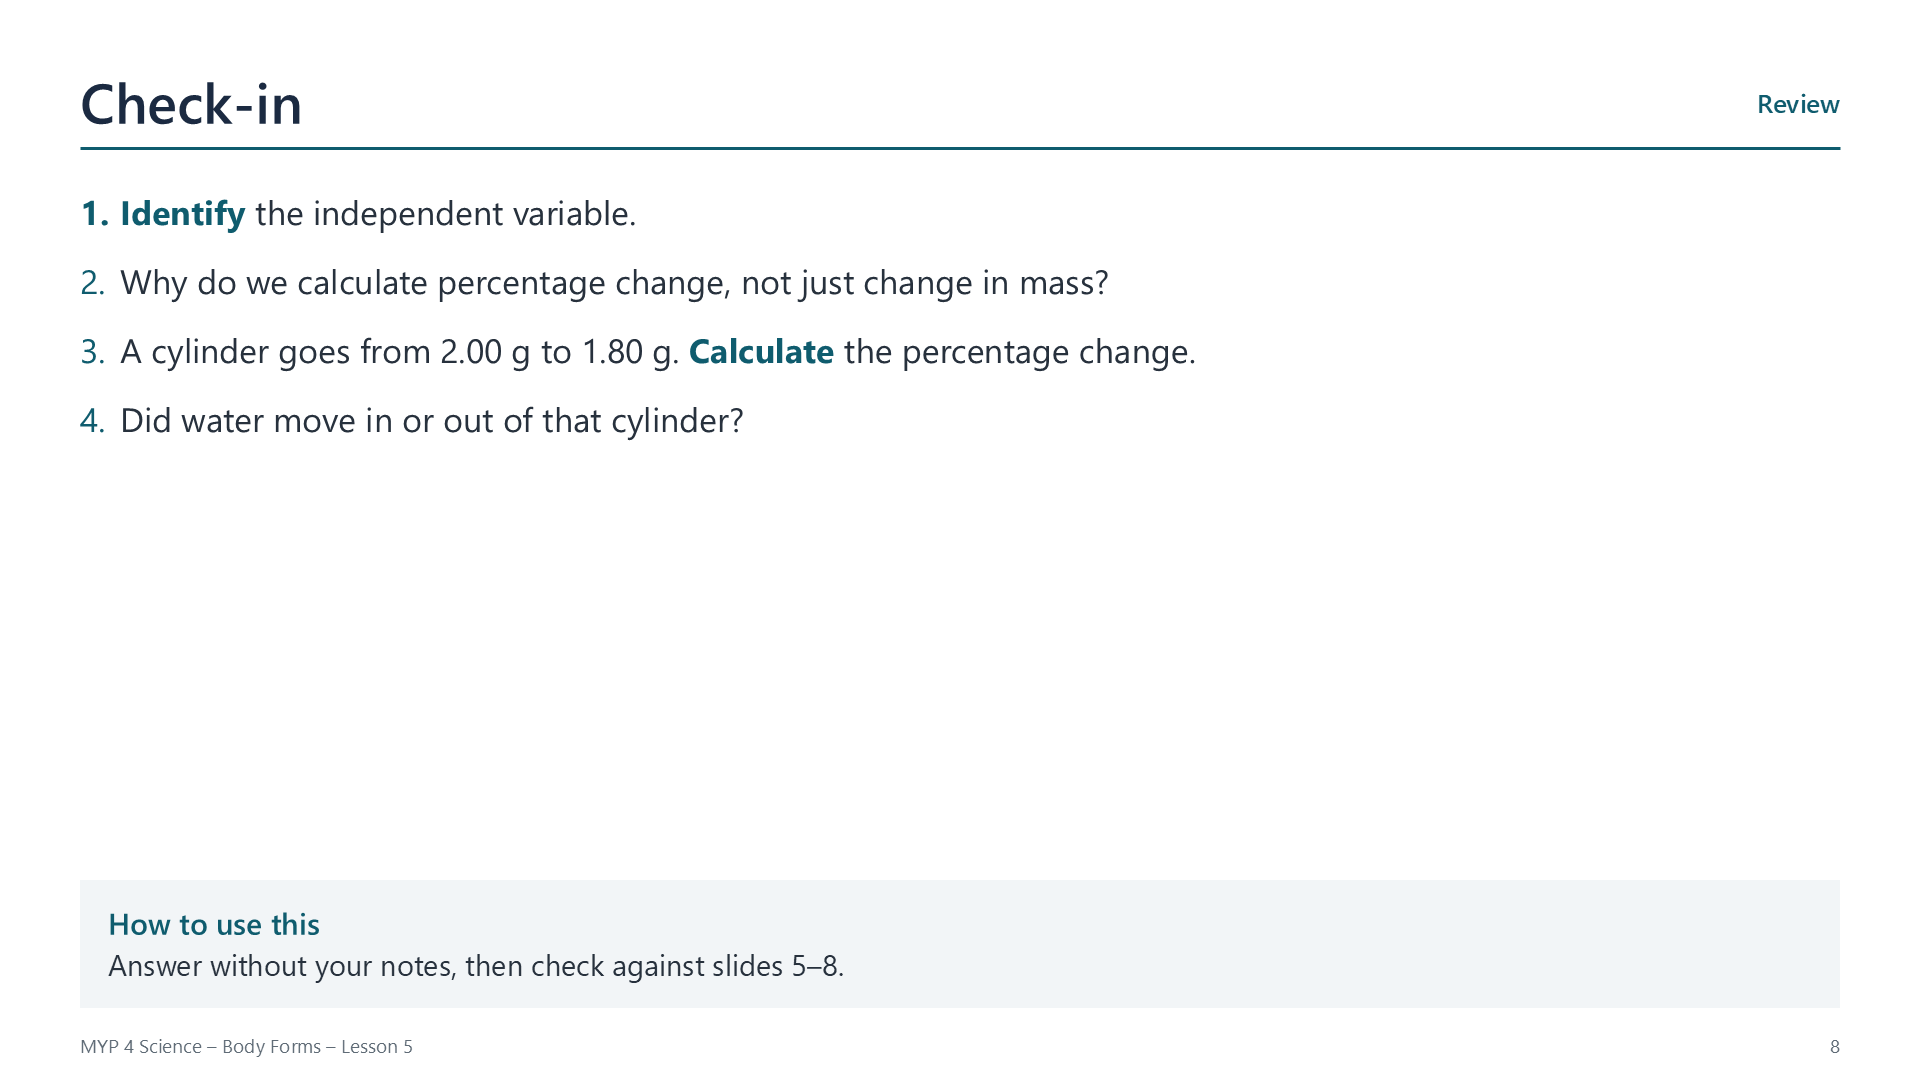 Check-in
Review
1. Identify the independent variable.
2. Why do we calculate percentage change, not just change in mass?
3. A cylinder goes from 2.00 g to 1.80 g. Calculate the percentage change.
4. Did water move in or out of that cylinder?
How to use this
Answer without your notes, then check against slides 5–8.
MYP 4 Science – Body Forms – Lesson 5
8